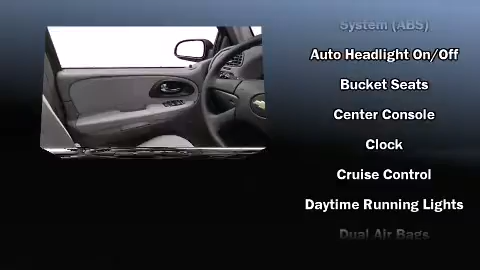 System (ABS)
Auto Headlight On/Off
Bucket Seats
Center Console
Clock
Cruise Control
Daytime Running Lights
Dual Air Bags